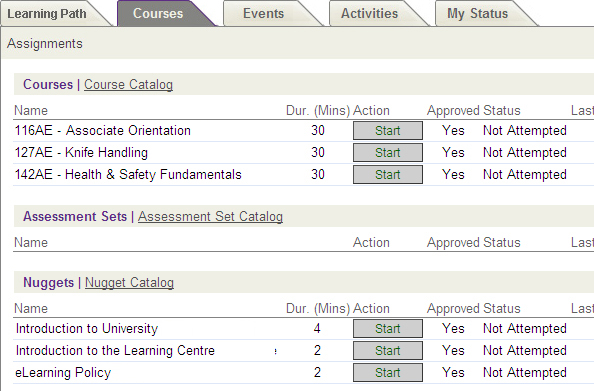 Learning Path Courses Events Activities My Status
Assignments
Courses | Course Catalog
Name Dur. (Mins) Action Approved Status Last
116AE - Associate Orientation 30 Start Yes Not Attempted
127AE - Knife Handling 30 Start Yes Not Attempted
142AE - Health & Safety Fundamentals 30 Start Yes Not Attempted
Assessment Sets | Assessment Set Catalog
Name Action Approved Status Last
Nuggets | Nugget Catalog
Name Dur. (Mins) Action Approved Status Last
Introduction to University 4 Start Yes Not Attempted
Introduction to the Learning Centre 2 Start Yes Not Attempted
eLearning Policy 2 Start Yes Not Attempted